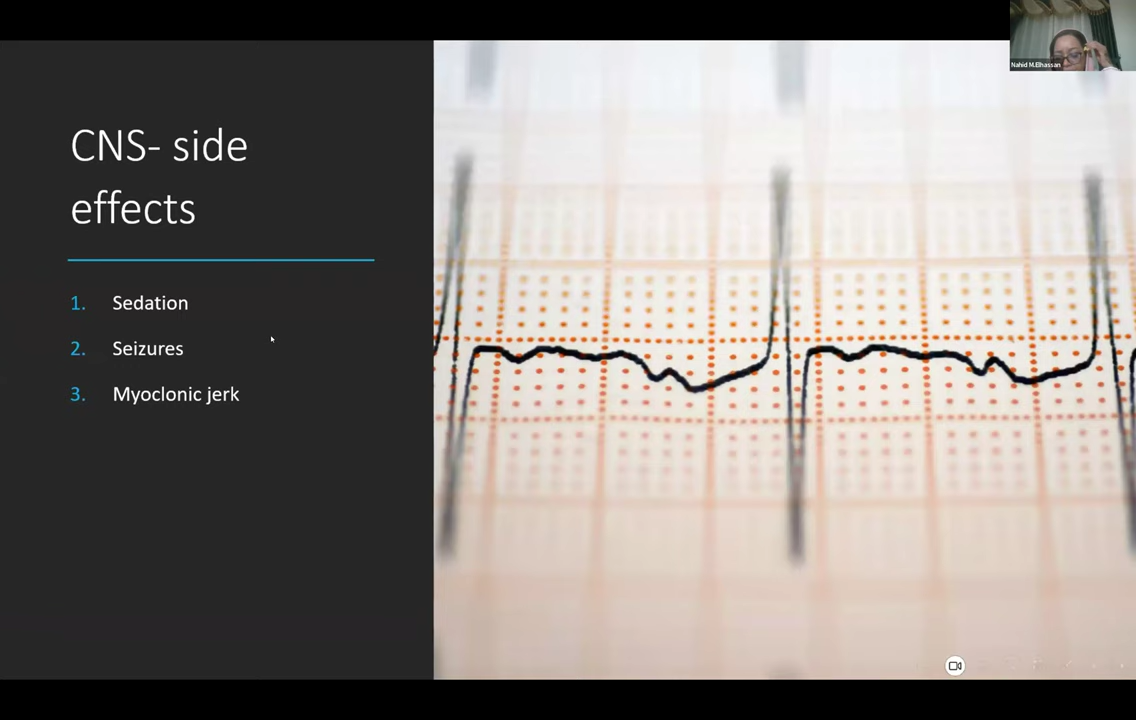 Nahid M.Elhassan
CNS- side
effects
1. Sedation
2. Seizures
3. Myoclonic jerk